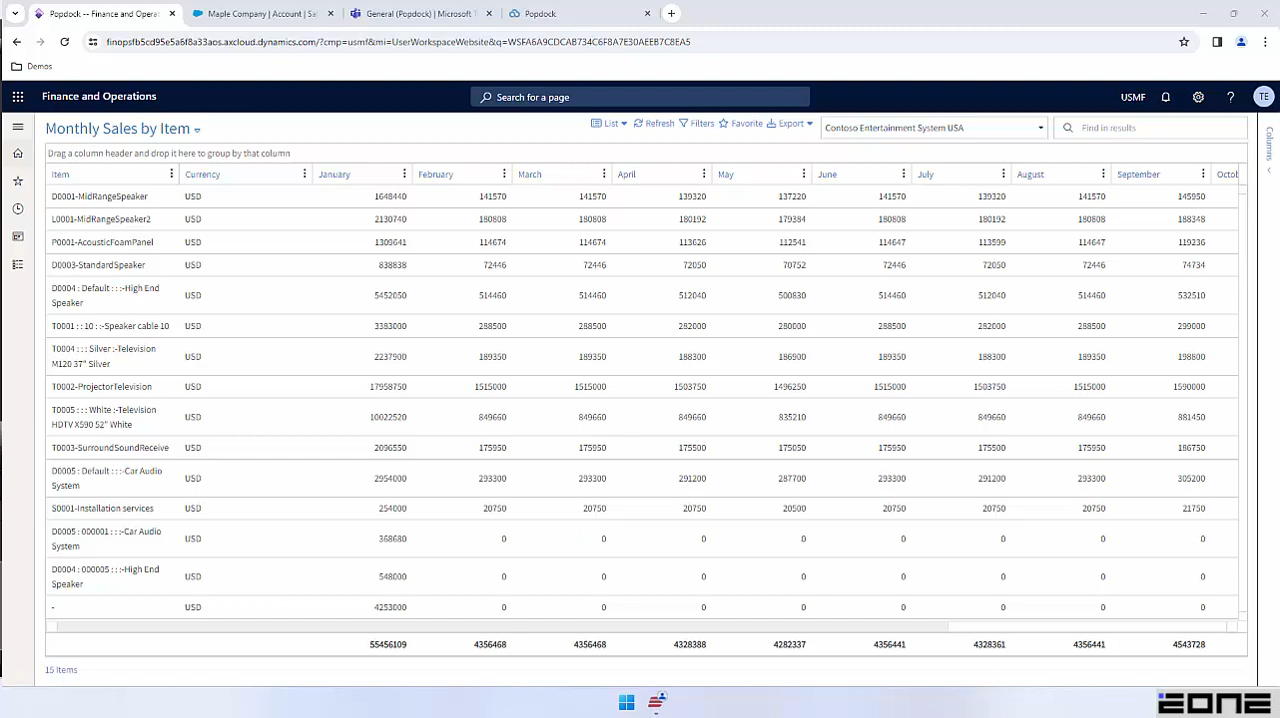 Popdock -- Finance and Opera
Maple Company | Account | Sal
General (Popdock) | Microsoft T
Popdock
finopsfb5cd95e5a6f8a33aos.axcloud.dynamics.com/?cmp=usmf&mi=UserWorkspaceWebsite&q=WSFA6A9CDCAB734C6F8A7E30AEEB7C8EA5
Demos
Finance and Operations
Search for a page
USMF
TE
Monthly Sales by Item
List
Refresh
Filters
Favorite
Export
Contoso Entertainment System USA
Find in results
Columns
Drag a column header and drop it here to group by that column
Item Currency January February March April May June July August September Octob
D0001-MidRangeSpeaker USD 1648440 141570 141570 139320 137220 141570 139320 141570 145950
L0001-MidRangeSpeaker2 USD 2130740 180808 180808 180192 179384 180808 180192 180808 188348
P0001-AcousticFoamPanel USD 1309641 114674 114674 113626 112541 114647 113599 114647 119236
D0003-StandardSpeaker USD 838838 72446 72446 72050 70752 72446 72050 72446 74734
D0004 : Default : : :-High End
Speaker USD 5452050 514460 514460 512040 500830 514460 512040 514460 532510
T0001 : : 10 : :-Speaker cable 10 USD 3383000 288500 288500 282000 280000 288500 282000 288500 299000
T0004 : : : Silver :-Television
M120 37" Silver USD 2237900 189350 189350 188300 186900 189350 188300 189350 198800
T0002-ProjectorTelevision USD 17958750 1515000 1515000 1503750 1496250 1515000 1503750 1515000 1590000
T0005 : : : White :-Television
HDTV X590 52" White USD 10022520 849660 849660 849660 835210 849660 849660 849660 881450
T0003-SurroundSoundReceive USD 2096550 175950 175950 175500 175050 175950 175500 175950 186750
D0005 : Default : : :-Car Audio
System USD 2954000 293300 293300 291200 287700 293300 291200 293300 305200
S0001-Installation services USD 254000 20750 20750 20750 20500 20750 20750 20750 21750
D0005 : 000001 : : :-Car Audio
System USD 368680 0 0 0 0 0 0 0 0
D0004 : 000005 : : :-High End
Speaker USD 548000 0 0 0 0 0 0 0 0
- USD 4253000 0 0 0 0 0 0 0 0
55456109 4356468 4356468 4328388 4282337 4356441 4328361 4356441 4543728
15 Items
eone